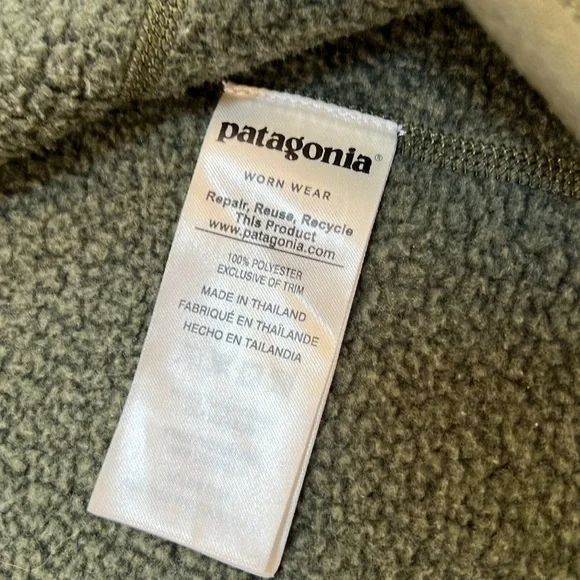 patagonia®
WORN WEAR
Repair, Reuse, Recycle
This Product
www.patagonia.com
100% POLYESTER
EXCLUSIVE OF TRIM
MADE IN THAILAND
FABRIQUÉ EN THAÏLANDE
HECHO EN TAILANDIA